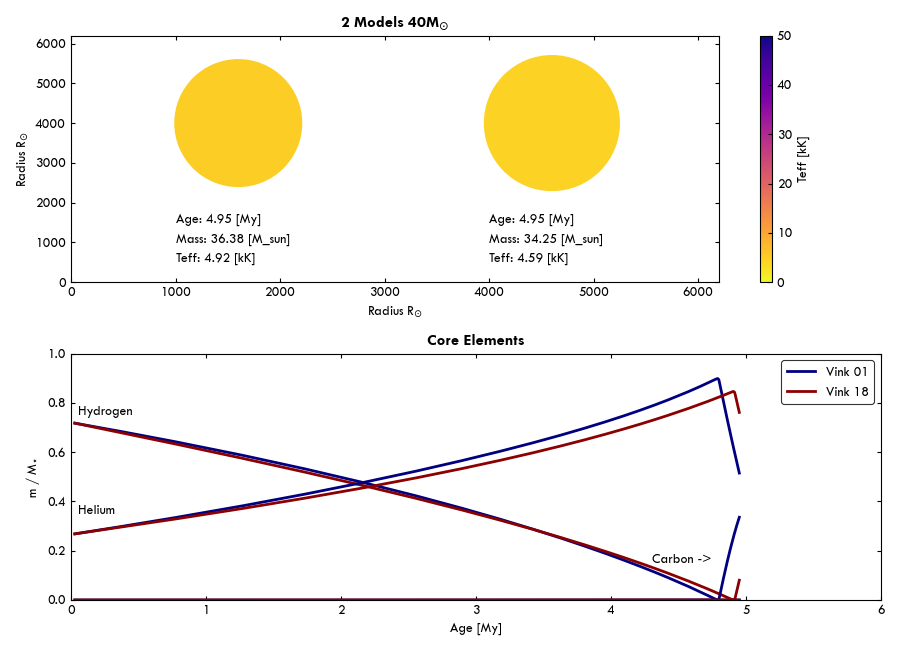 2 Models 40M⊙
6000
5000
4000
3000
2000
1000
0
Radius R⊙
Age: 4.95 [My]
Mass: 36.38 [M_sun]
Teff: 4.92 [kK]
Age: 4.95 [My]
Mass: 34.25 [M_sun]
Teff: 4.59 [kK]
0 1000 2000 3000 4000 5000 6000
Radius R⊙
50
40
30
20
10
0
Teff [kK]
Core Elements
1.0
0.8
0.6
0.4
0.2
0.0
m / M⋆
Vink 01
Vink 18
Hydrogen
Helium
Carbon ->
0 1 2 3 4 5 6
Age [My]